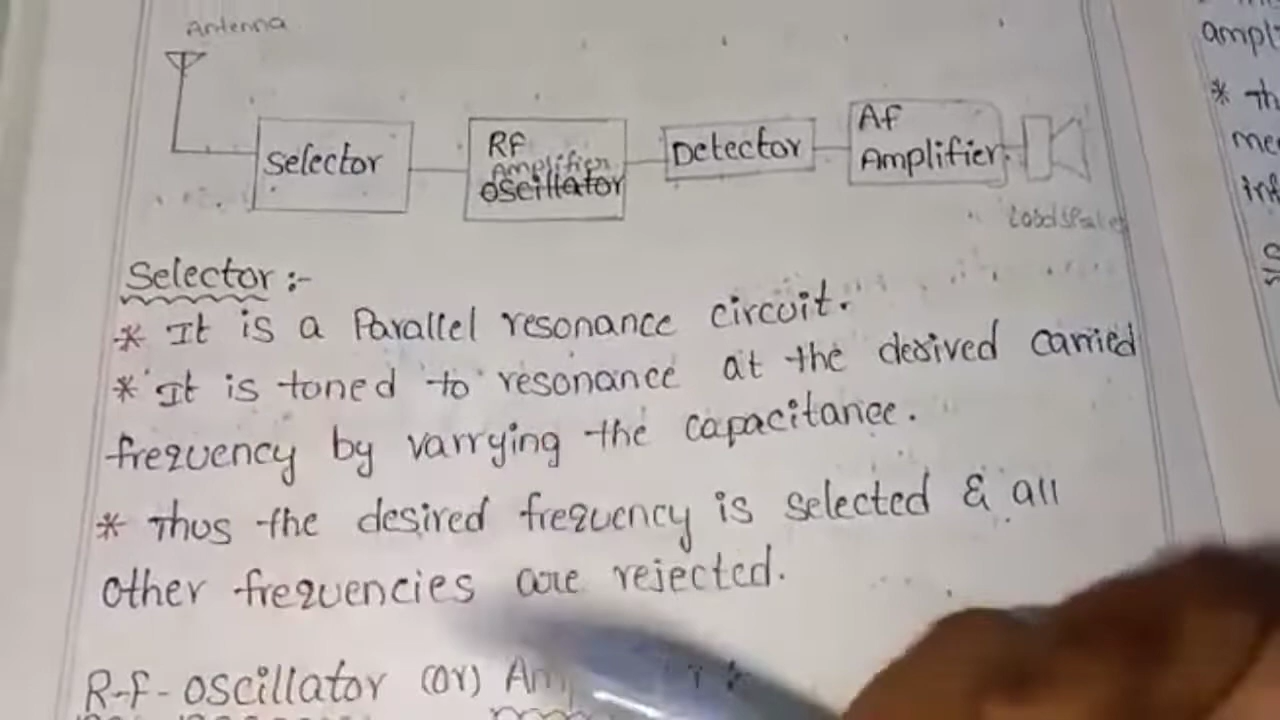 Antenna
Selector
RF
Amplifier
oscillator
Detector
AF
Amplifier
Selector :-
* It is a Parallel resonance circuit.
* It is toned to resonance at the desived carried
frequency by varrying the capacitance.
* Thus the desired frequency is selected & all
other frequencies are rejected.
R-F-oscillator (or)
ampl
* Th
me
inf